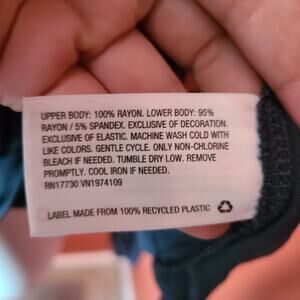 UPPER BODY: 100% RAYON. LOWER BODY: 95%
RAYON / 5% SPANDEX. EXCLUSIVE OF DECORATION.
EXCLUSIVE OF ELASTIC. MACHINE WASH COLD WITH
LIKE COLORS. GENTLE CYCLE. ONLY NON-CHLORINE
BLEACH IF NEEDED. TUMBLE DRY LOW. REMOVE
PROMPTLY. COOL IRON IF NEEDED.
RN17730 VN1974109
LABEL MADE FROM 100% RECYCLED PLASTIC